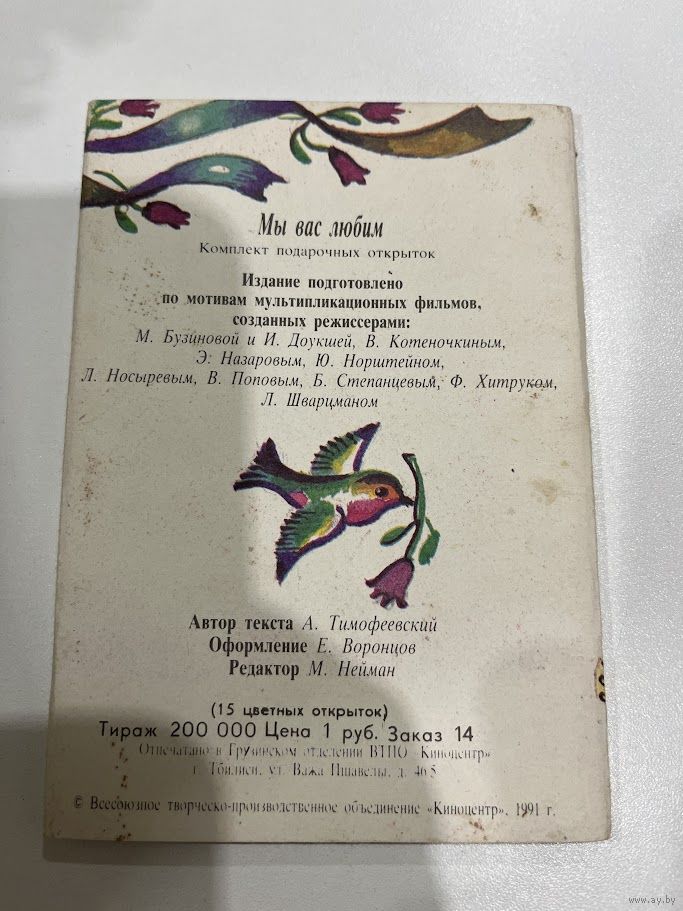 Мы вас любим
Комплект подарочных открыток
Издание подготовлено
по мотивам мультипликационных фильмов,
созданных режиссерами:
М. Бузиновой и И. Доукшей, В. Котеночкиным,
Э. Назаровым, Ю. Норштейном,
Л. Носыревым, В. Поповым, Б. Степанцевым, Ф. Хитруком,
Л. Шварцманом
Автор текста А. Тимофеевский
Оформление Е. Воронцов
Редактор М. Нейман
(15 цветных открыток)
Тираж 200 000 Цена 1 руб. Заказ 14
Отпечатано в Грузинском отделении ВТПО «Киноцентр»
г. Тбилиси, ул. Важа Пшавелы, д. 46/5
© Всесоюзное творческо-производственное объединение «Киноцентр», 1991 г.
www.ay.by